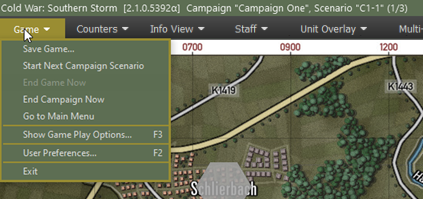 Cold War: Southern Storm [2.1.0.5392α] Campaign "Campaign One", Scenario "C1-1" (1/3)
Game Counters Info View Staff Unit Overlay Multi-
0700 0900 1200
Save Game...
Start Next Campaign Scenario
End Game Now
End Campaign Now
Go to Main Menu
Show Game Play Options... F3
User Preferences... F2
Exit
K1419
K1443
Schlierbach